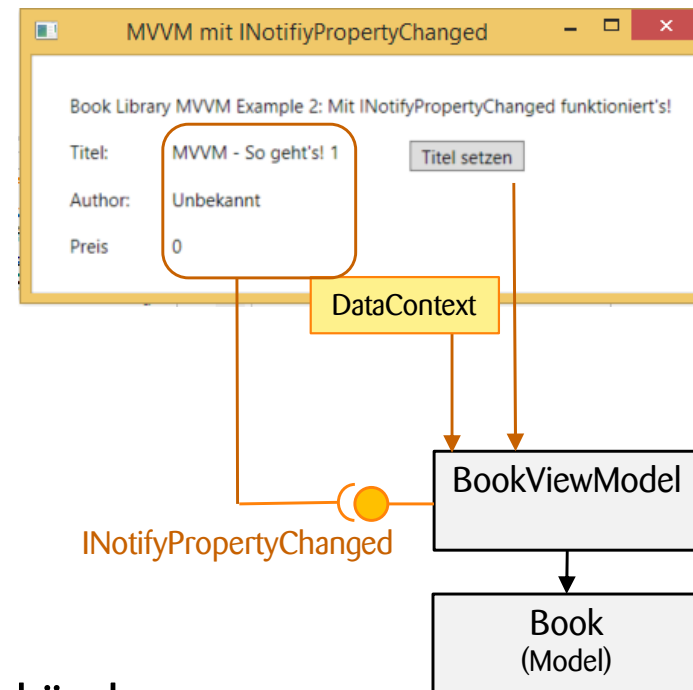 MVVM mit INotifiyPropertyChanged
Book Library MVVM Example 2: Mit INotifyPropertyChanged funktioniert's!
Titel: MVVM - So geht's! 1 Titel setzen
Author: Unbekannt
Preis 0
DataContext
BookViewModel
INotifyPropertyChanged
Book
(Model)